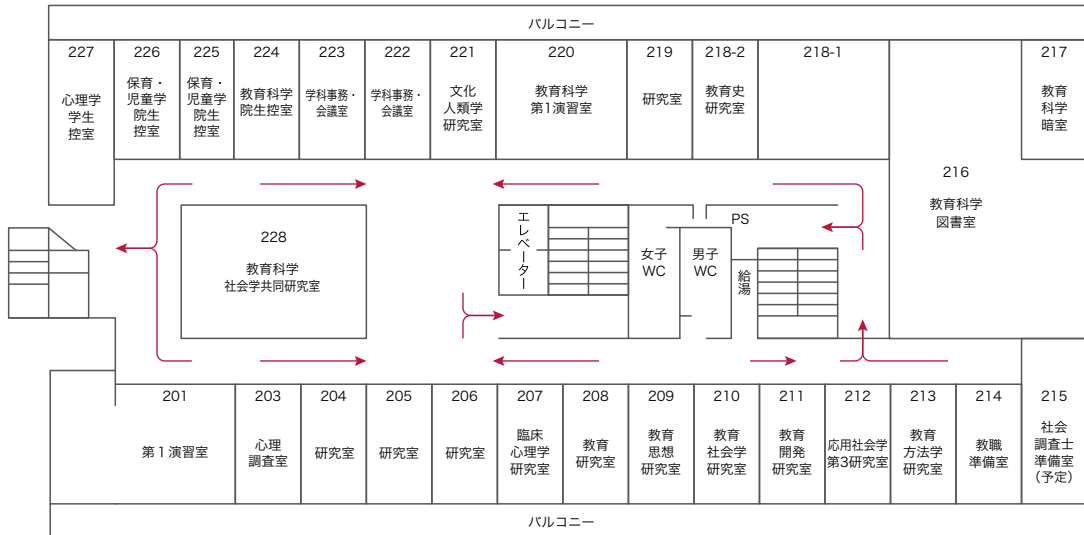 バルコニー
227
心理学
学生
控室
226
保育・
児童学
院生
控室
225
保育・
児童学
院生
控室
224
教育科学
院生控室
223
学科事務・
会議室
222
学科事務・
会議室
221
文化
人類学
研究室
220
教育科学
第1演習室
219
研究室
218-2
教育史
研究室
218-1
217
教育
科学
暗室
216
教育科学
図書室
228
教育科学
社会学共同研究室
エレベーター
女子
WC
男子
WC
PS
給湯
201
第1演習室
203
心理
調査室
204
研究室
205
研究室
206
研究室
207
臨床
心理学
研究室
208
教育
研究室
209
教育
思想
研究室
210
教育
社会学
研究室
211
教育
開発
研究室
212
応用社会学
第3研究室
213
教育
方法学
研究室
214
教職
準備室
215
社会
調査士
準備室
（予定）
バルコニー